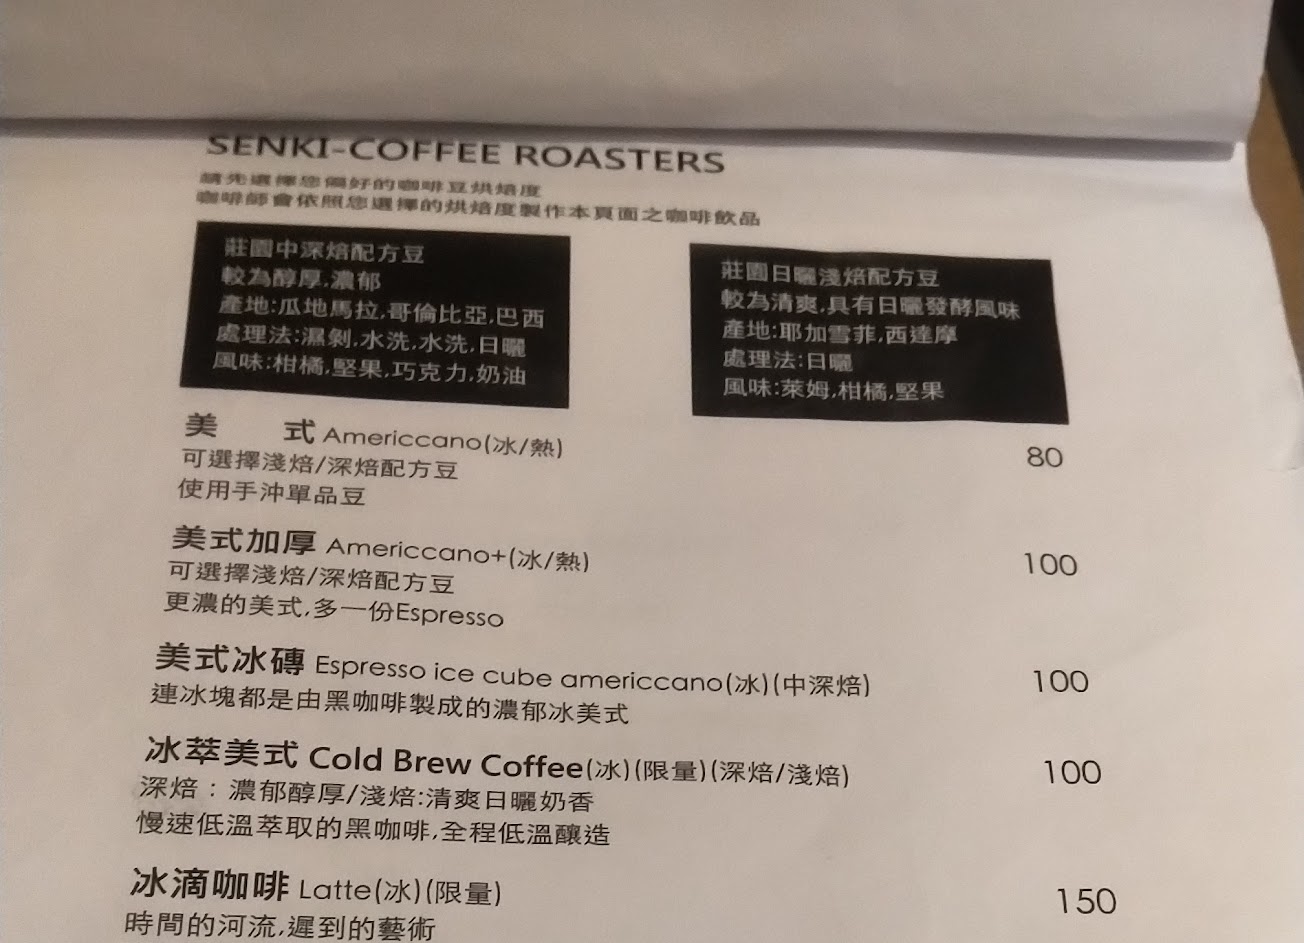 SENKI-COFFEE ROASTERS
請先選擇您偏好的咖啡豆烘焙度
咖啡師會依照您選擇的烘焙度製作本頁面之咖啡飲品
莊園中深焙配方豆
較為醇厚,濃郁
產地:瓜地馬拉,哥倫比亞,巴西
處理法:濕剝,水洗,水洗,日曬
風味:柑橘,堅果,巧克力,奶油
莊園日曬淺焙配方豆
較為清爽,具有日曬發酵風味
產地:耶加雪菲,西達摩
處理法:日曬
風味:萊姆,柑橘,堅果
美 式 Americcano(冰/熱) 80
可選擇淺焙/深焙配方豆
使用手沖單品豆
美式加厚 Americcano+(冰/熱) 100
可選擇淺焙/深焙配方豆
更濃的美式,多一份Espresso
美式冰磚 Espresso ice cube americcano(冰)(中深焙) 100
連冰塊都是由黑咖啡製成的濃郁冰美式
冰萃美式 Cold Brew Coffee(冰)(限量)(深焙/淺焙) 100
深焙：濃郁醇厚/淺焙:清爽日曬奶香
慢速低溫萃取的黑咖啡,全程低溫釀造
冰滴咖啡 Latte(冰)(限量) 150
時間的河流,遲到的藝術